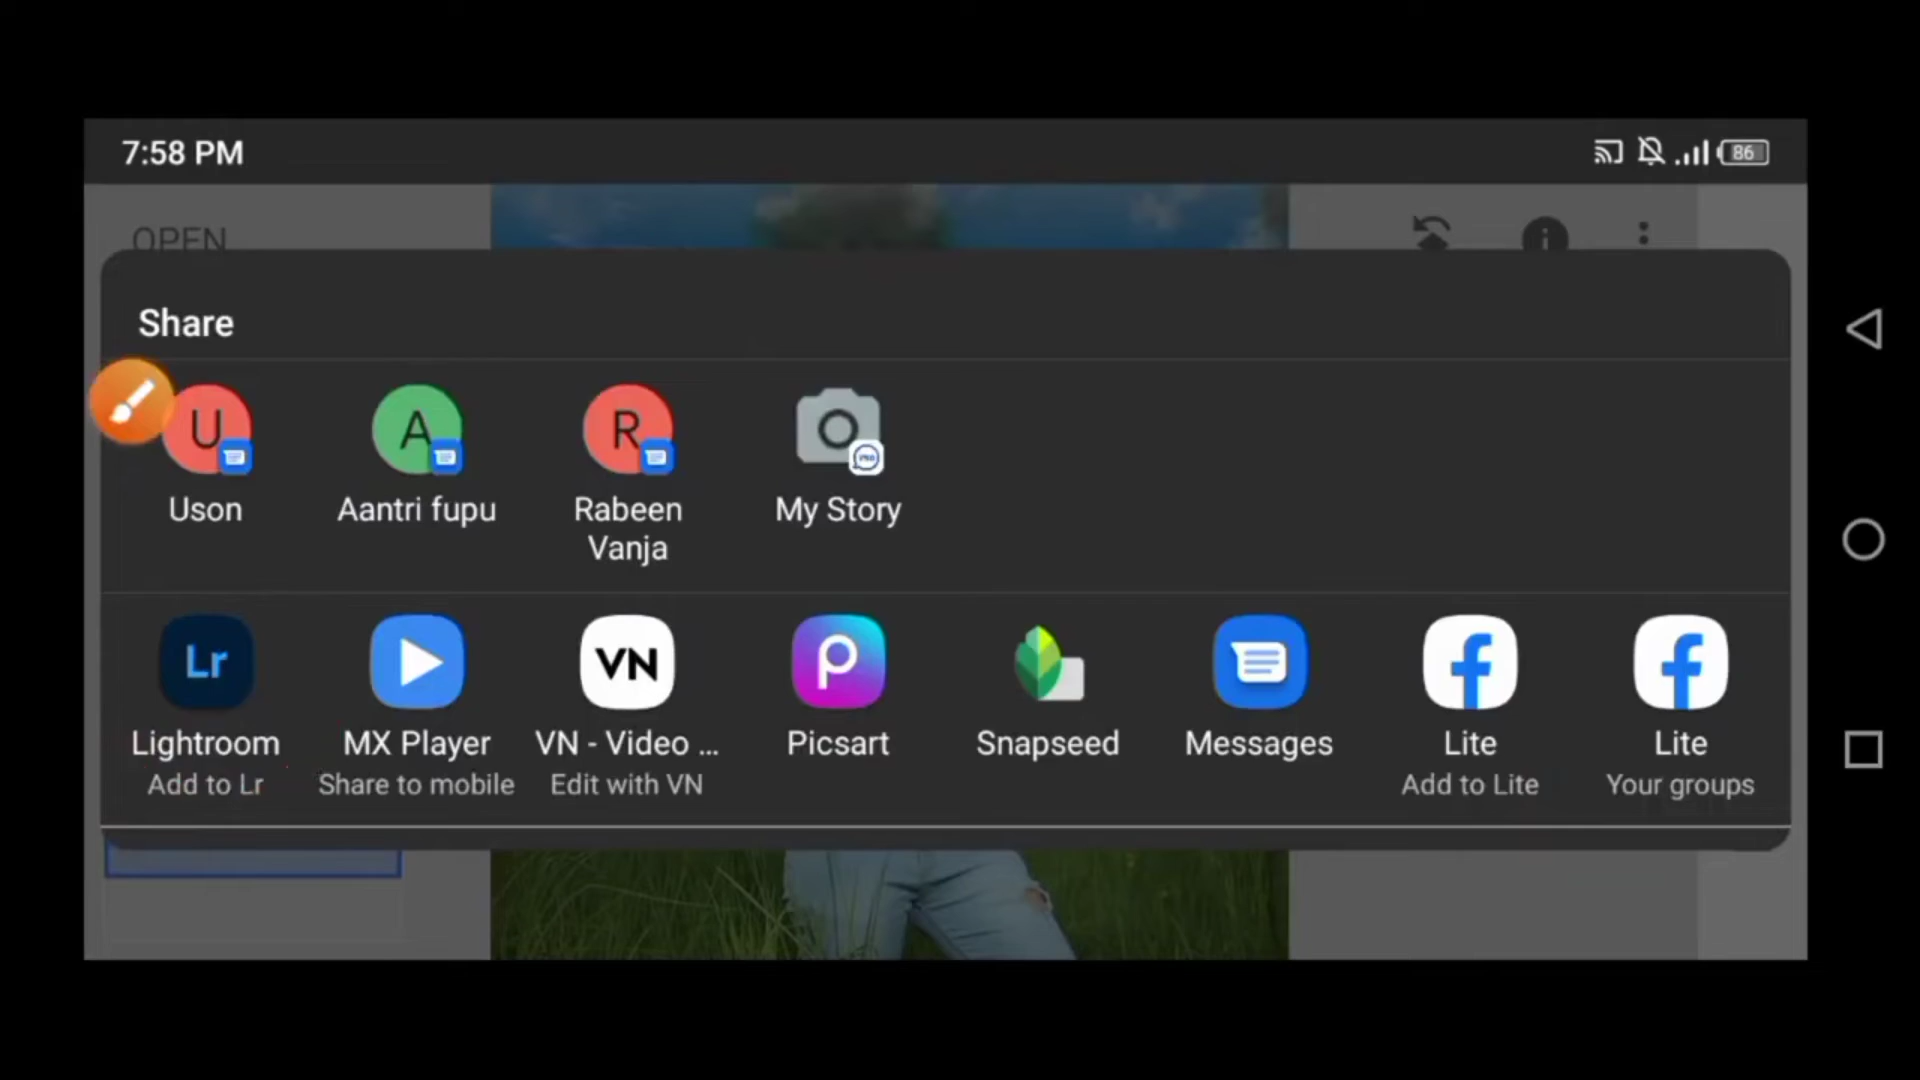 7:58 PM
86
OPEN
Share
U
A
R
PRO
Uson
Aantri fupu
Rabeen
Vanja
My Story
Lr
VN
Lightroom
MX Player
VN - Video ...
Picsart
Snapseed
Messages
Lite
Lite
Add to Lr
Share to mobile
Edit with VN
Add to Lite
Your groups